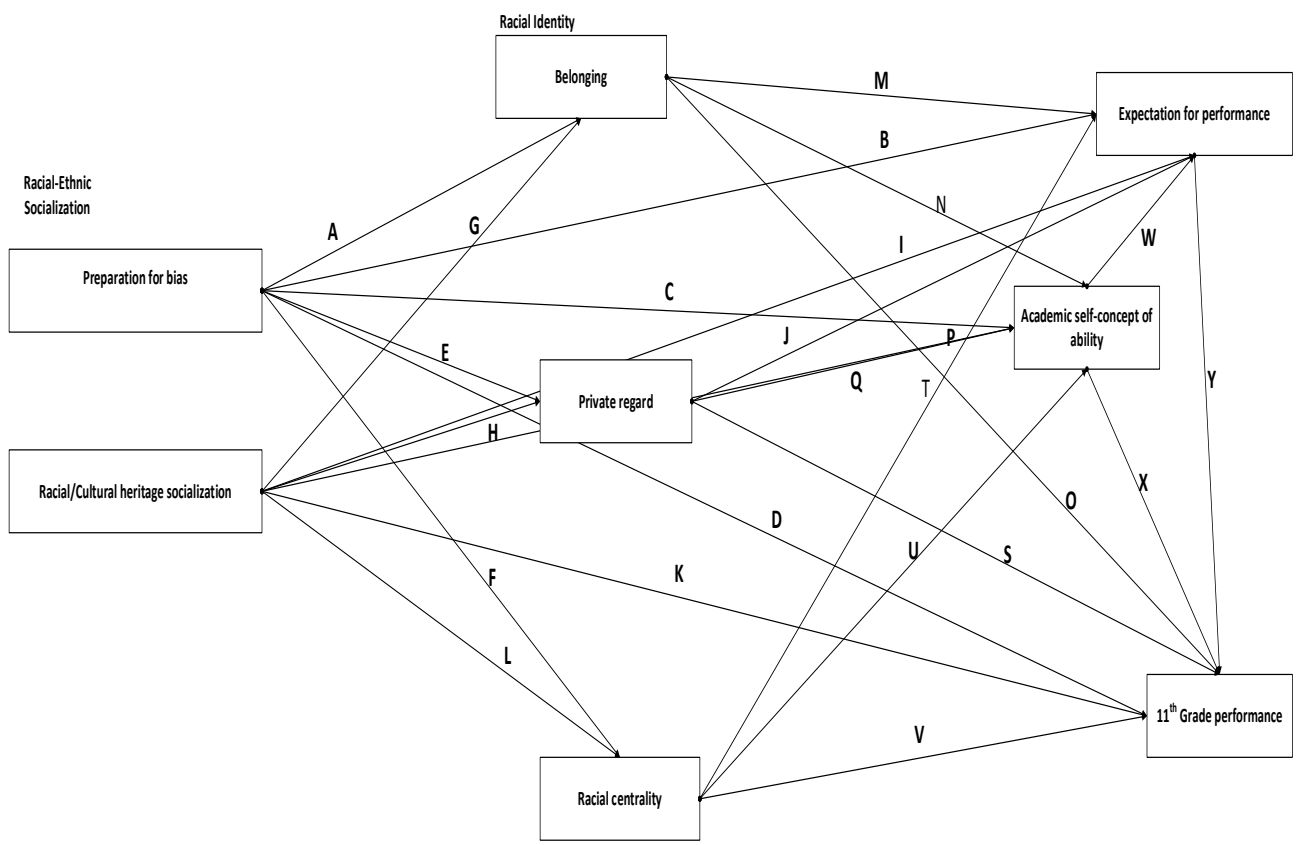 Racial Identity
Belonging
M
Expectation for performance
B
Racial-Ethnic
Socialization
A
G
N
I
W
Preparation for bias
C
Academic self-concept of
ability
E
J
P
Q
T
Y
Private regard
H
Racial/Cultural heritage socialization
X
O
D
U
S
F
K
L
11th Grade performance
V
Racial centrality